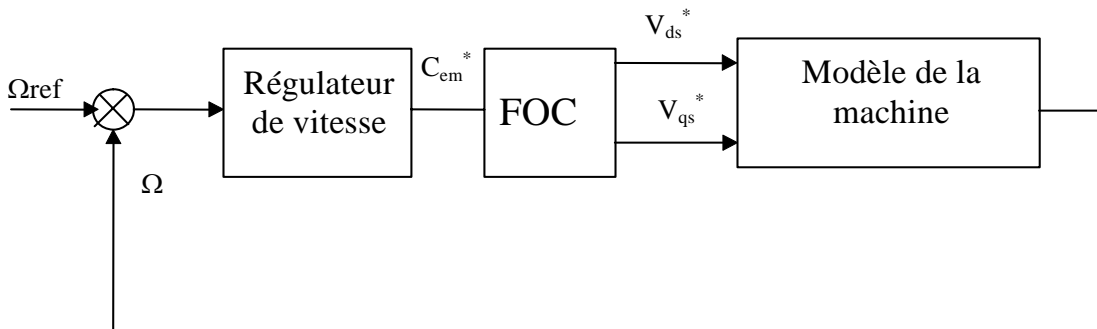 Ωref
Ω
Régulateur
de vitesse
C_em*
FOC
V_ds*
V_qs*
Modèle de la
machine